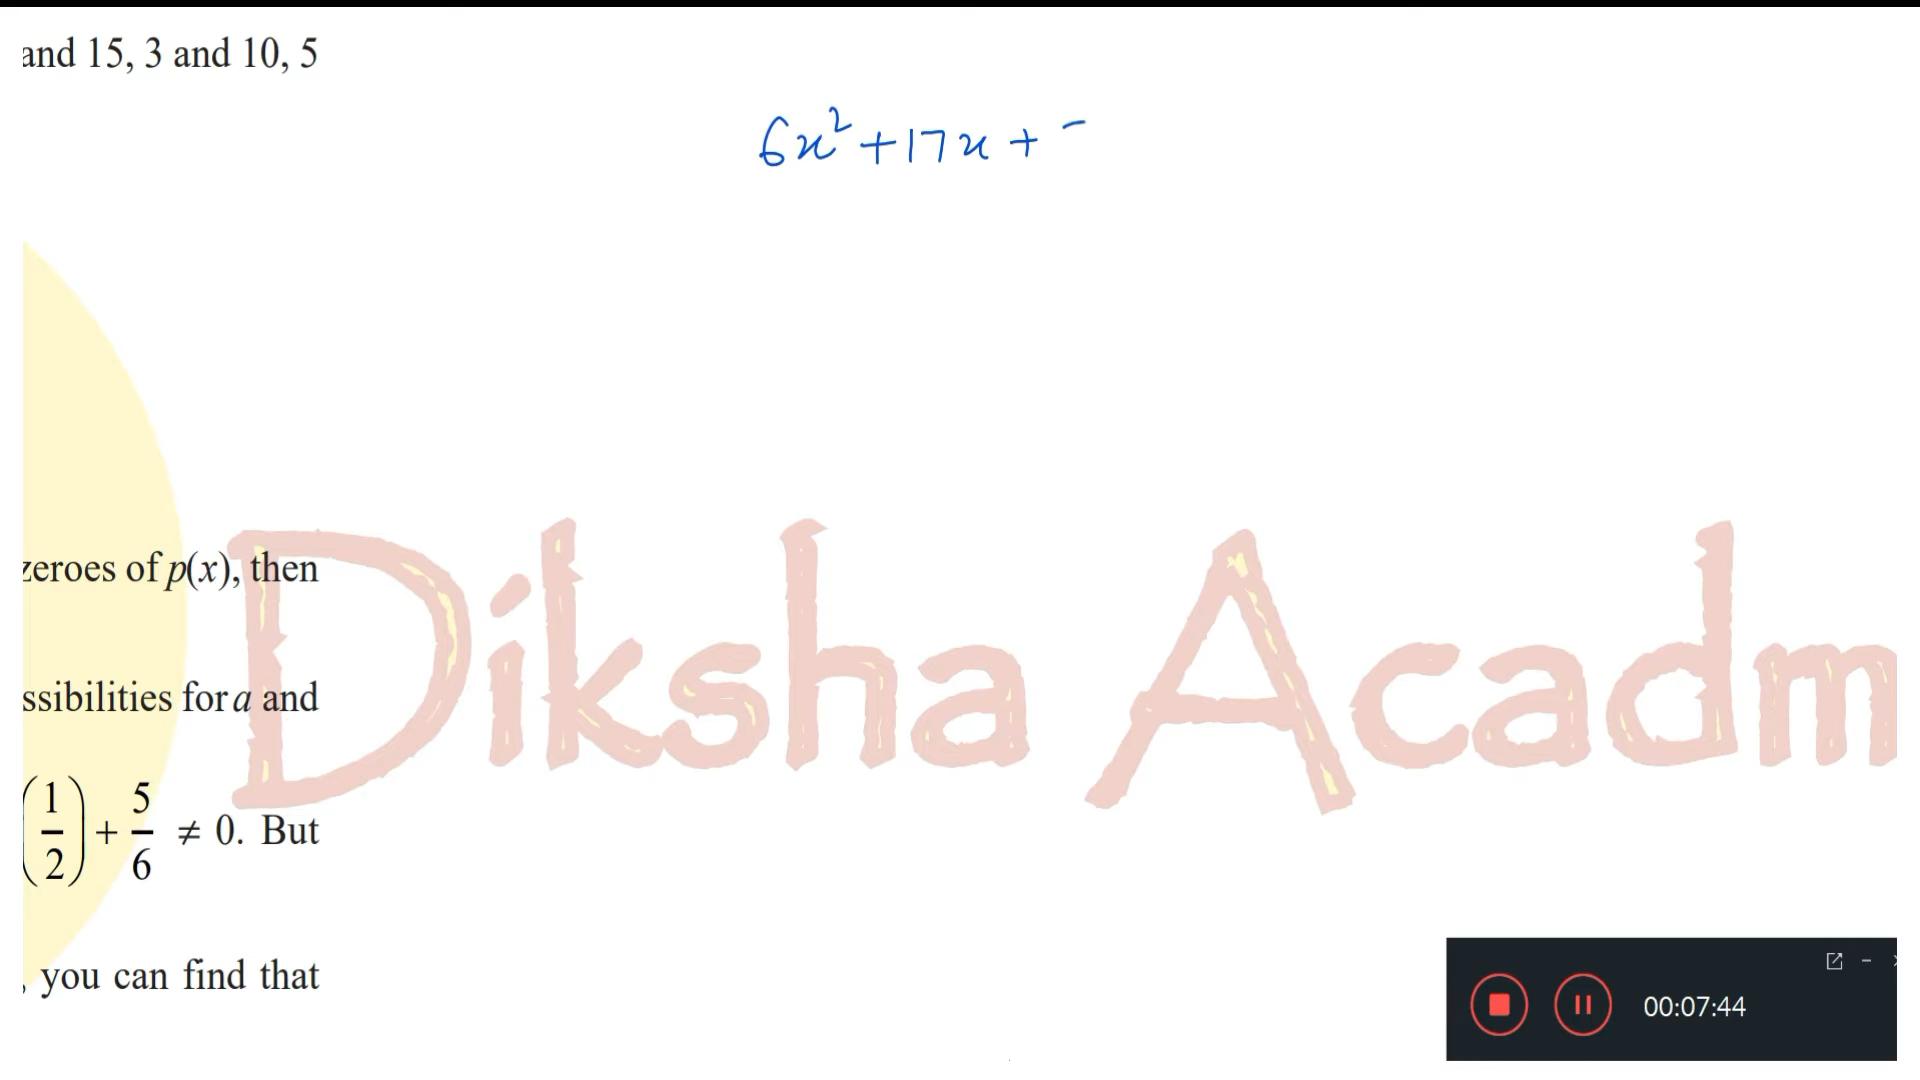 and 15, 3 and 10, 5
6x² + 17x +
zeroes of p(x), then
Diksha Acadm
ssibilities for a and
(1/2) + 5/6 ≠ 0. But
, you can find that
00:07:44